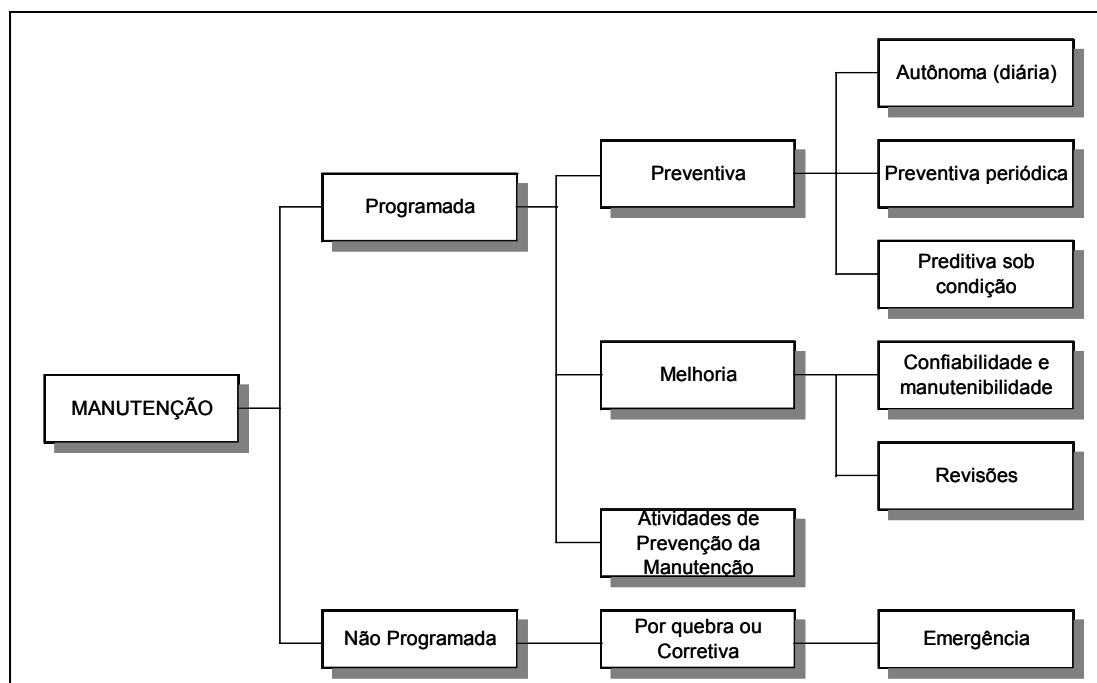 Autônoma (diária)
Preventiva
Preventiva periódica
Programada
Preditiva sob
condição
Melhoria
Confiabilidade e
manutenibilidade
MANUTENÇÃO
Revisões
Atividades de
Prevenção da
Manutenção
Não Programada
Por quebra ou
Corretiva
Emergência